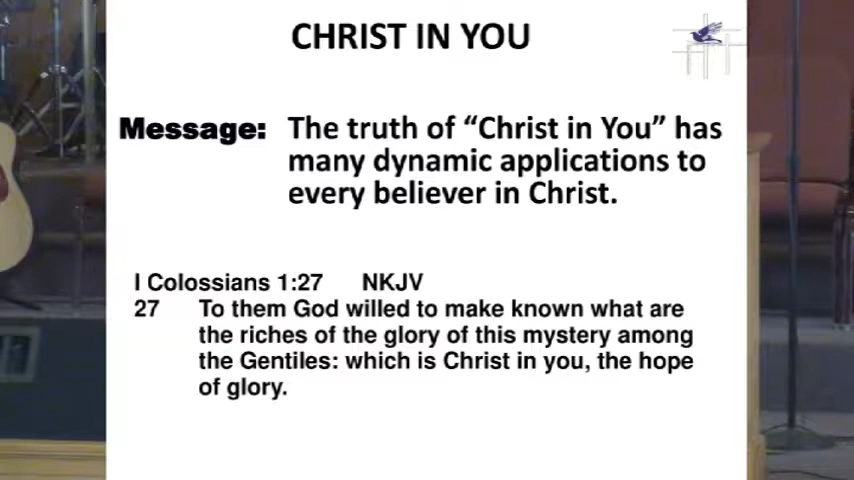 CHRIST IN YOU
Message: The truth of “Christ in You” has
many dynamic applications to
every believer in Christ.
I Colossians 1:27 NKJV
27 To them God willed to make known what are
the riches of the glory of this mystery among
the Gentiles: which is Christ in you, the hope
of glory.